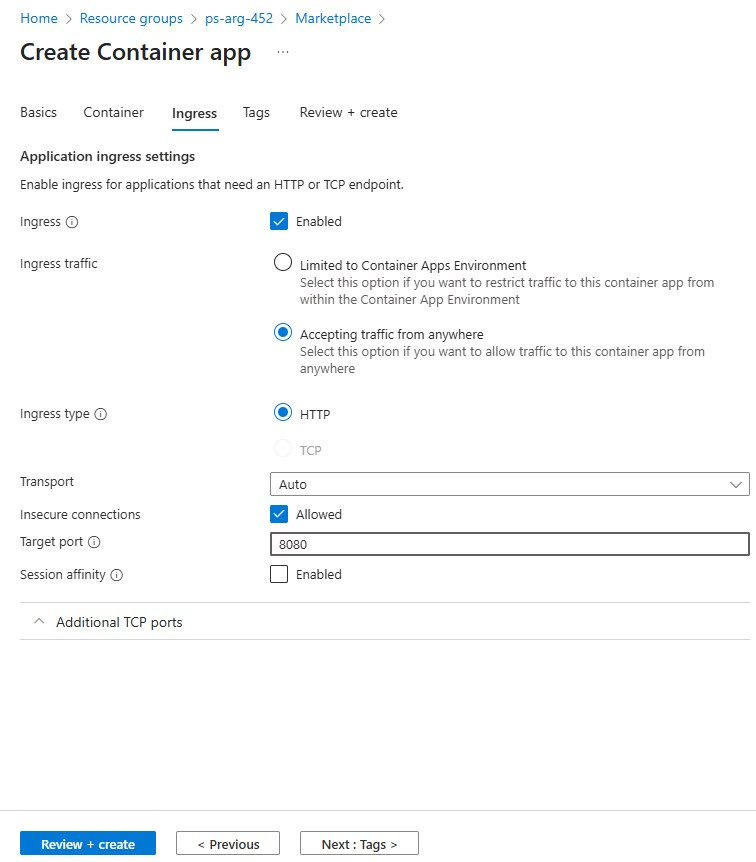 Home > Resource groups > ps-arg-452 > Marketplace >
Create Container app ...
Basics Container Ingress Tags Review + create
Application ingress settings
Enable ingress for applications that need an HTTP or TCP endpoint.
Ingress Enabled
Ingress traffic
Limited to Container Apps Environment
Select this option if you want to restrict traffic to this container app from
within the Container App Environment
Accepting traffic from anywhere
Select this option if you want to allow traffic to this container app from
anywhere
Ingress type HTTP
TCP
Transport Auto
Insecure connections Allowed
Target port 8080
Session affinity Enabled
Additional TCP ports
Review + create < Previous Next : Tags >